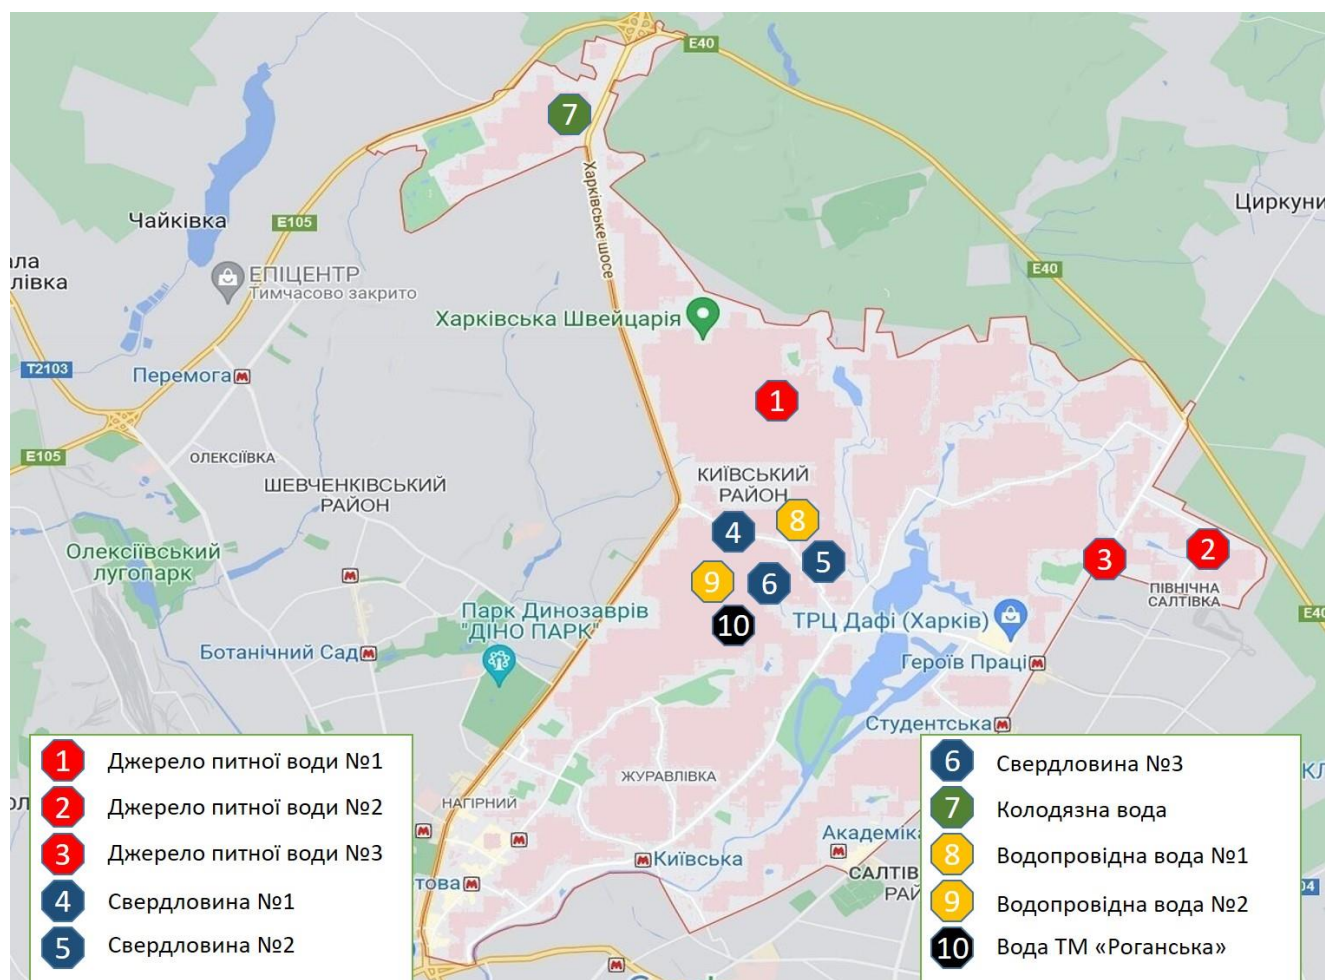 E40
7
Харківське шосе
Чайківка
E105
Циркуни
ала
лівка
ЕПІЦЕНТР
Тимчасово закрито
E40
Харківська Швейцарія
T2103
Перемога
1
E105
ОЛЕКСІЇВКА
ШЕВЧЕНКІВСЬКИЙ
РАЙОН
КИЇВСЬКИЙ
РАЙОН
8
4
5
3
2
Олексіївський
лугопарк
9
6
ПІВНІЧНА
САЛТІВКА
E40
Парк Динозаврів
"ДІНО ПАРК"
10
ТРЦ Дафі (Харків)
Ботанічний Сад
Героїв Праці
Студентська
ЖУРАВЛІВКА
НАГІРНИЙ
Київська
Академіка
това
САЛТІВ
РАЙ
КЛ
04
1 Джерело питної води №1
2 Джерело питної води №2
3 Джерело питної води №3
4 Свердловина №1
5 Свердловина №2
6 Свердловина №3
7 Колодязна вода
8 Водопровідна вода №1
9 Водопровідна вода №2
10 Вода ТМ «Роганська»